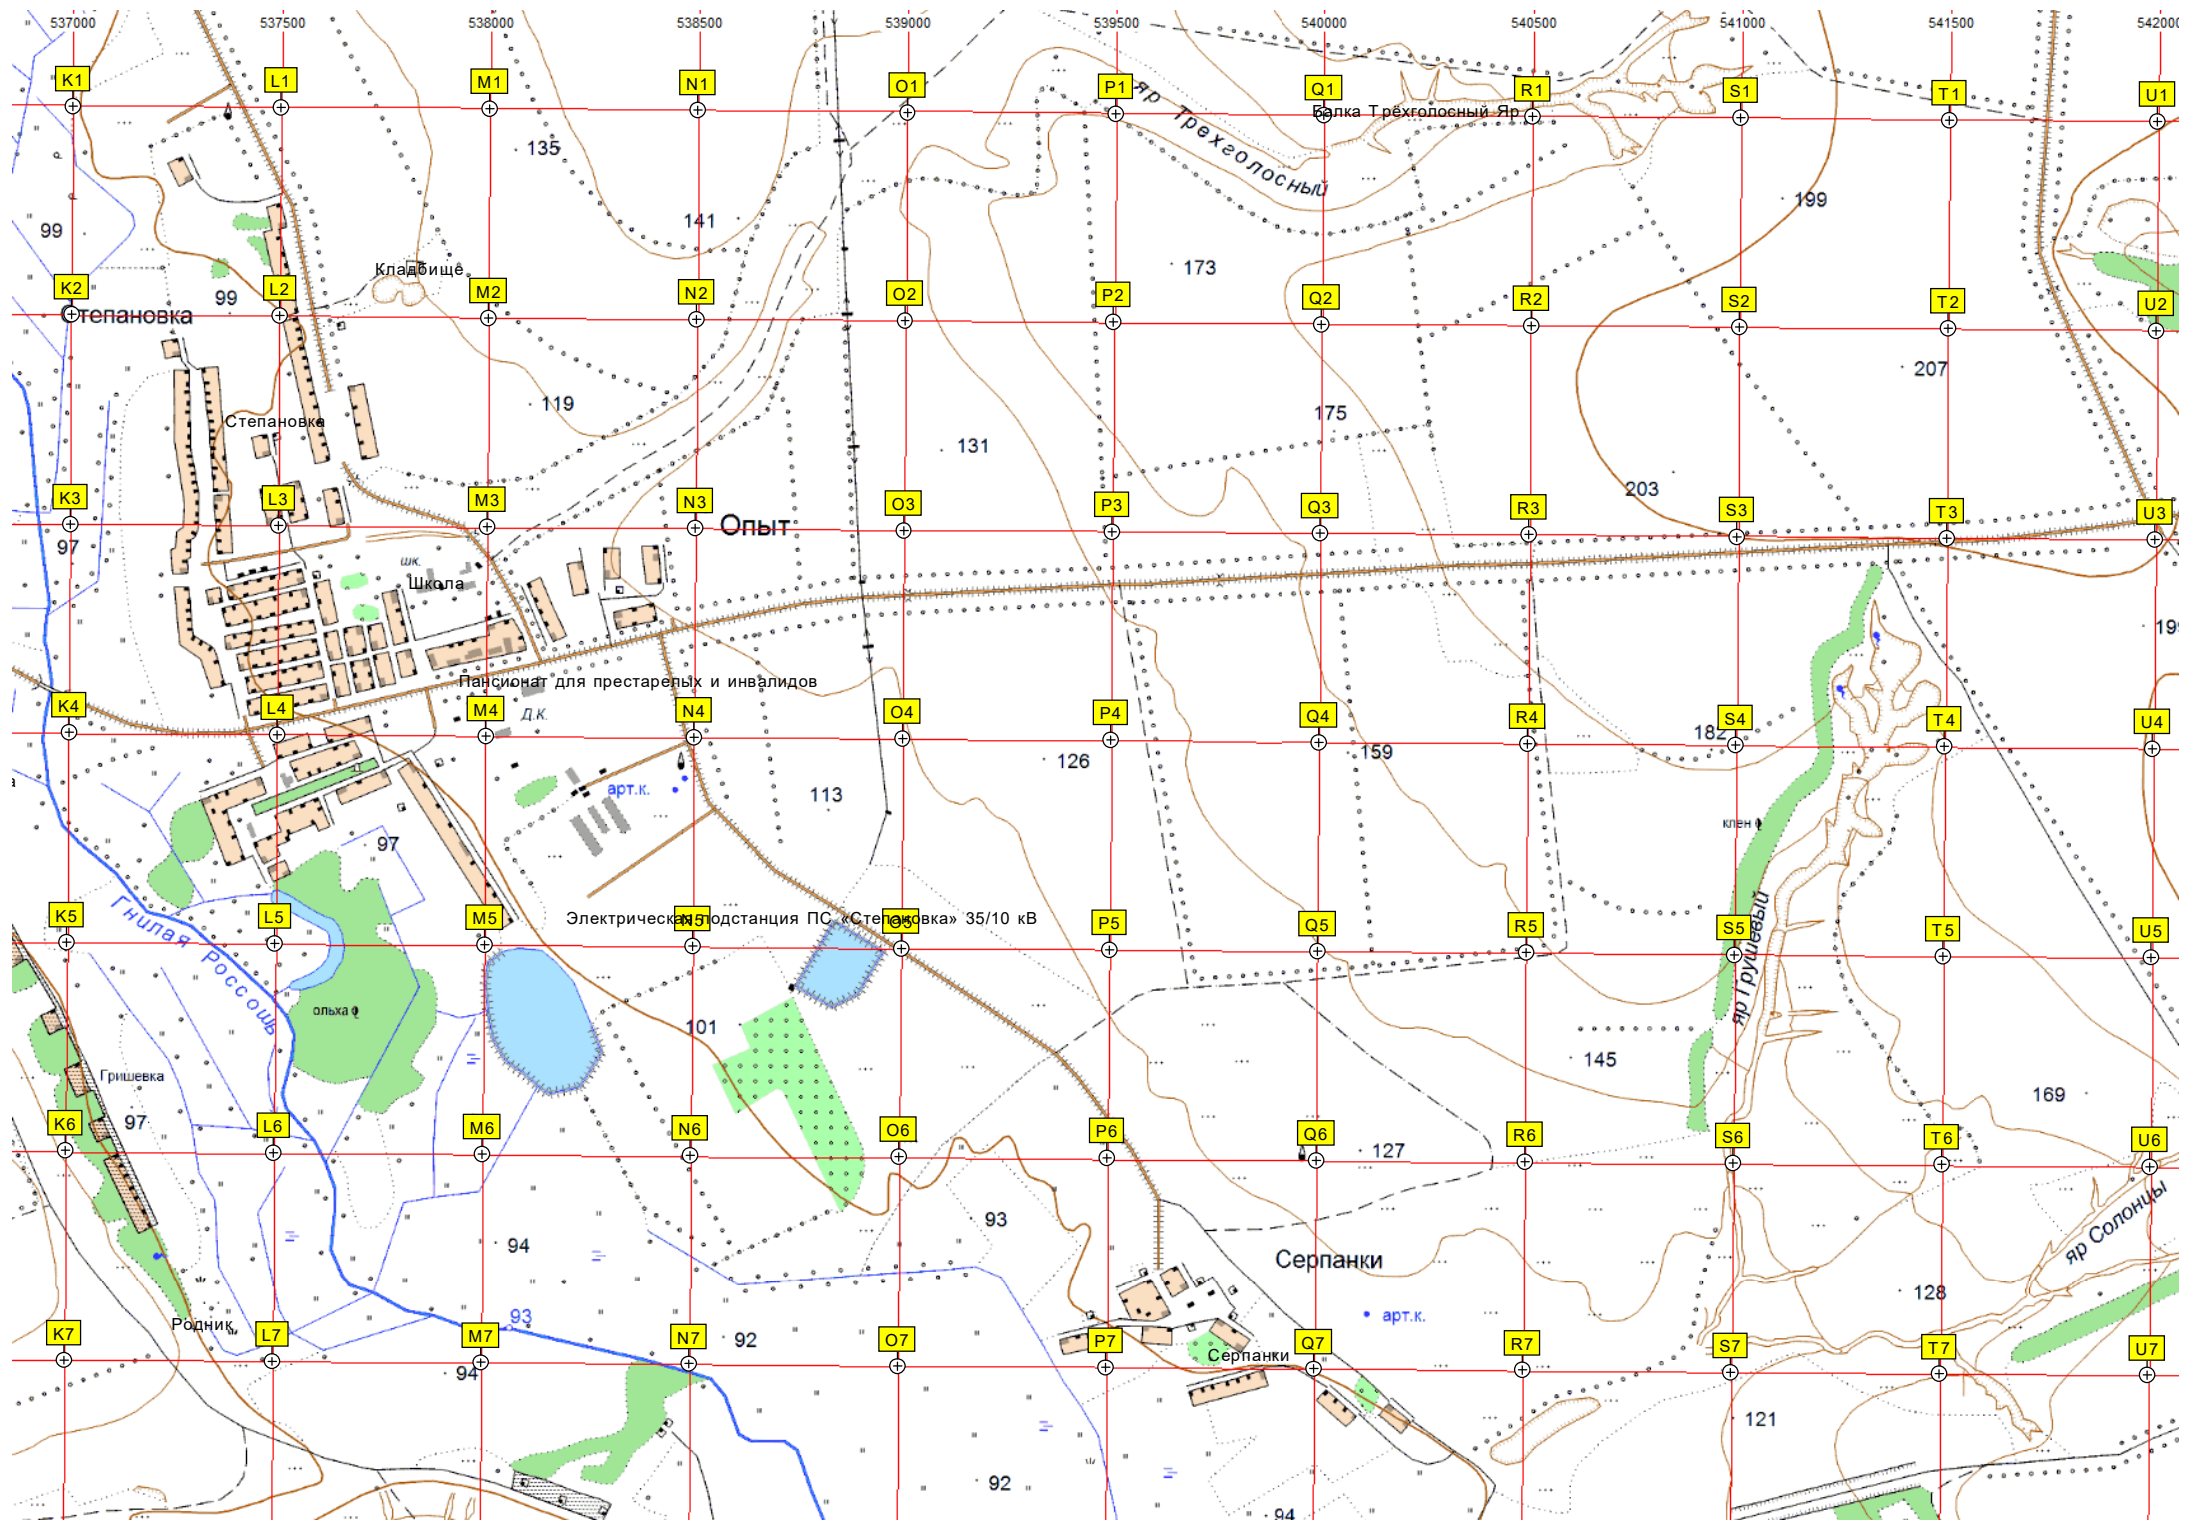 537000 537500 538000 538500 539000 539500 540000 540500 541000 541500 542000
K1 L1 M1 N1 O1 P1 Q1 R1 S1 T1 U1
яр Трехголосный
Балка Трёхголосный Яр
135
199
141
99
173
Кладбище
99
K2 L2 M2 N2 O2 P2 Q2 R2 S2 T2 U2
Степановка
207
119
175
Степановка
131
203
K3 L3 M3 N3 O3 P3 Q3 R3 S3 T3 U3
Опыт
97
шк.
Школа
199
Пансионат для престарелых и инвалидов
K4 L4 M4 N4 O4 P4 Q4 R4 S4 T4 U4
Д.К.
182
159
126
арт.к.
113
клен
97
K5 L5 M5 N5 O5 P5 Q5 R5 S5 T5 U5
Электрическая подстанция ПС «Степановка» 35/10 кВ
Гнилая Россошь
яр Грушевый
ольха
101
145
Гришевка
169
97
K6 L6 M6 N6 O6 P6 Q6 R6 S6 T6 U6
127
93
яр Солонцы
94
Серпанки
128
93
арт.к.
Родник
K7 L7 M7 N7 O7 P7 Q7 R7 S7 T7 U7
92
Серпанки
94
121
92
94